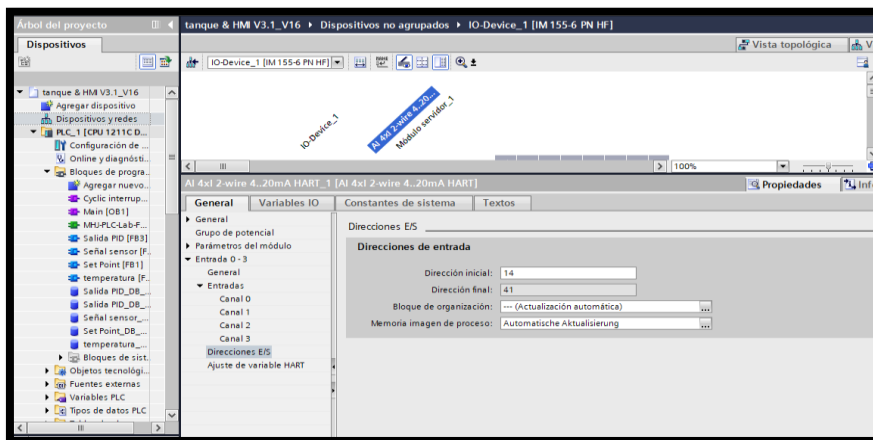 Árbol del proyecto
tanque & HMI V3.1_V16 ▸ Dispositivos no agrupados ▸ IO-Device_1 [IM 155-6 PN HF]
Dispositivos
Vista topológica
V
IO-Device_1 [IM 155-6 PN HF]
tanque & HMI V3.1_V16
Agregar dispositivo
Dispositivos y redes
PLC_1 [CPU 1211C D...
Configuración de ...
Online y diagnósti...
Bloques de progra...
Agregar nuevo...
Cyclic interrup...
Main [OB1]
MHJ-PLC-Lab-F...
Salida PID [FB3]
Señal sensor [F...
Set Point [FB1]
temperatura [F...
Salida PID_DB_...
Salida PID_DB_...
Señal sensor_...
Set Point_DB_...
temperatura_...
Bloques de sist...
Objetos tecnológi...
Fuentes externas
Variables PLC
Tipos de datos PLC
IO-Device_1
AI 4xI 2-wire 4..20...
Módulo servidor_1
100%
AI 4xI 2-wire 4..20mA HART_1 [AI 4xI 2-wire 4..20mA HART]
Propiedades
Inf
General
Variables IO
Constantes de sistema
Textos
General
Grupo de potencial
Parámetros del módulo
Entrada 0 - 3
General
Entradas
Canal 0
Canal 1
Canal 2
Canal 3
Direcciones E/S
Ajuste de variable HART
Direcciones E/S
Direcciones de entrada
Dirección inicial: 14
Dirección final: 41
Bloque de organización: --- (Actualización automática)
Memoria imagen de proceso: Automatische Aktualisierung